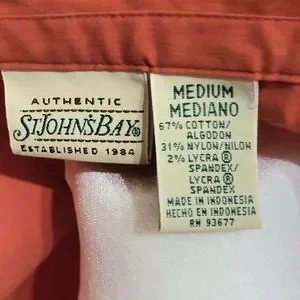 AUTHENTIC
ST.JOHN'S BAY®
ESTABLISHED 1984
MEDIUM
MEDIANO
67% COTTON/
ALGODON
31% NYLON/NILON
2% LYCRA®
SPANDEX/
LYCRA®
SPANDEX
MADE IN INDONESIA
HECHO EN INDONESIA
RN 93677